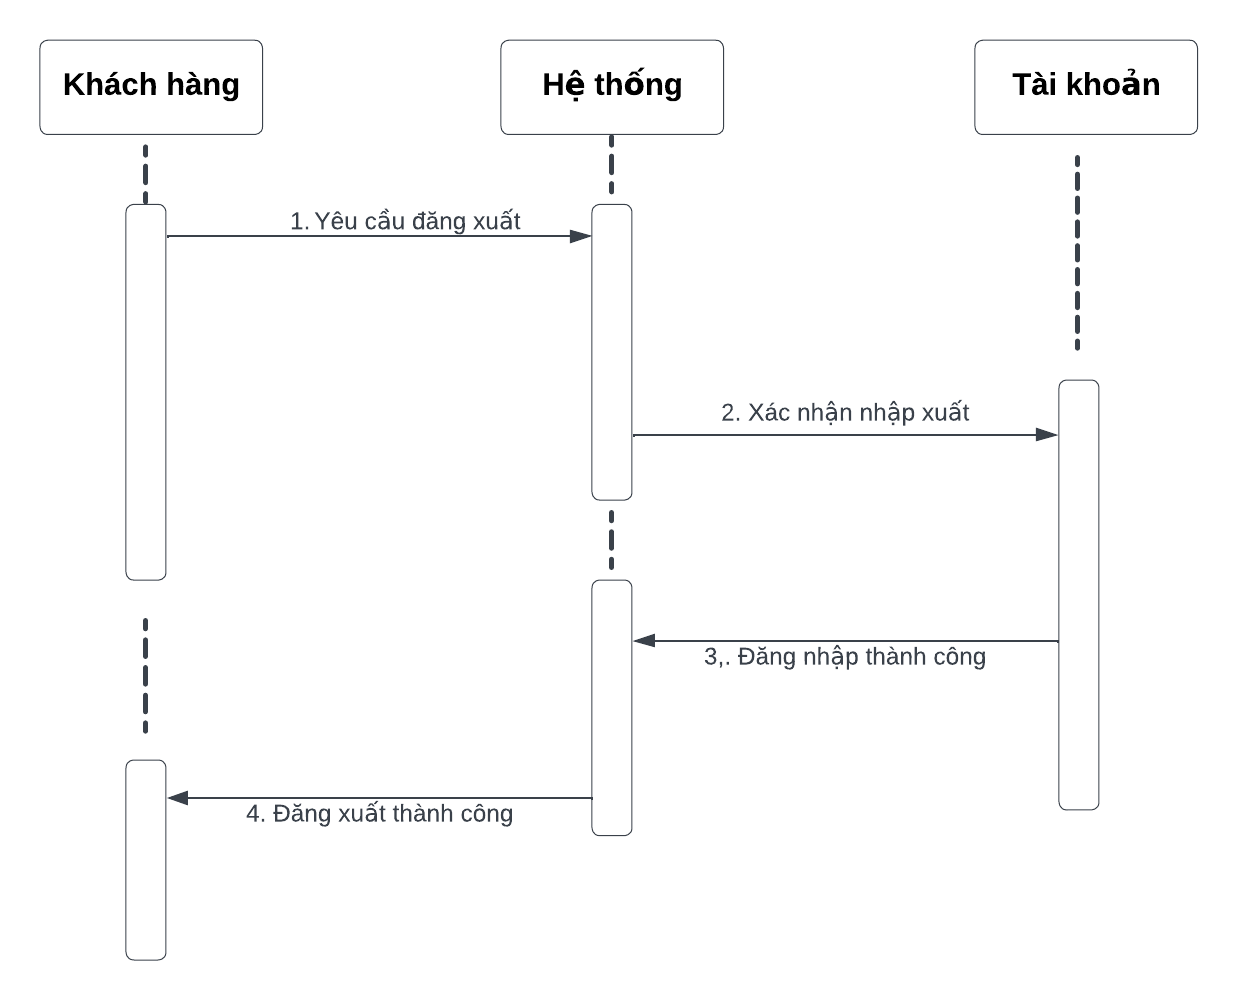 Khách hàng
Hệ thống
Tài khoản
1. Yêu cầu đăng xuất
2. Xác nhận nhập xuất
3,. Đăng nhập thành công
4. Đăng xuất thành công